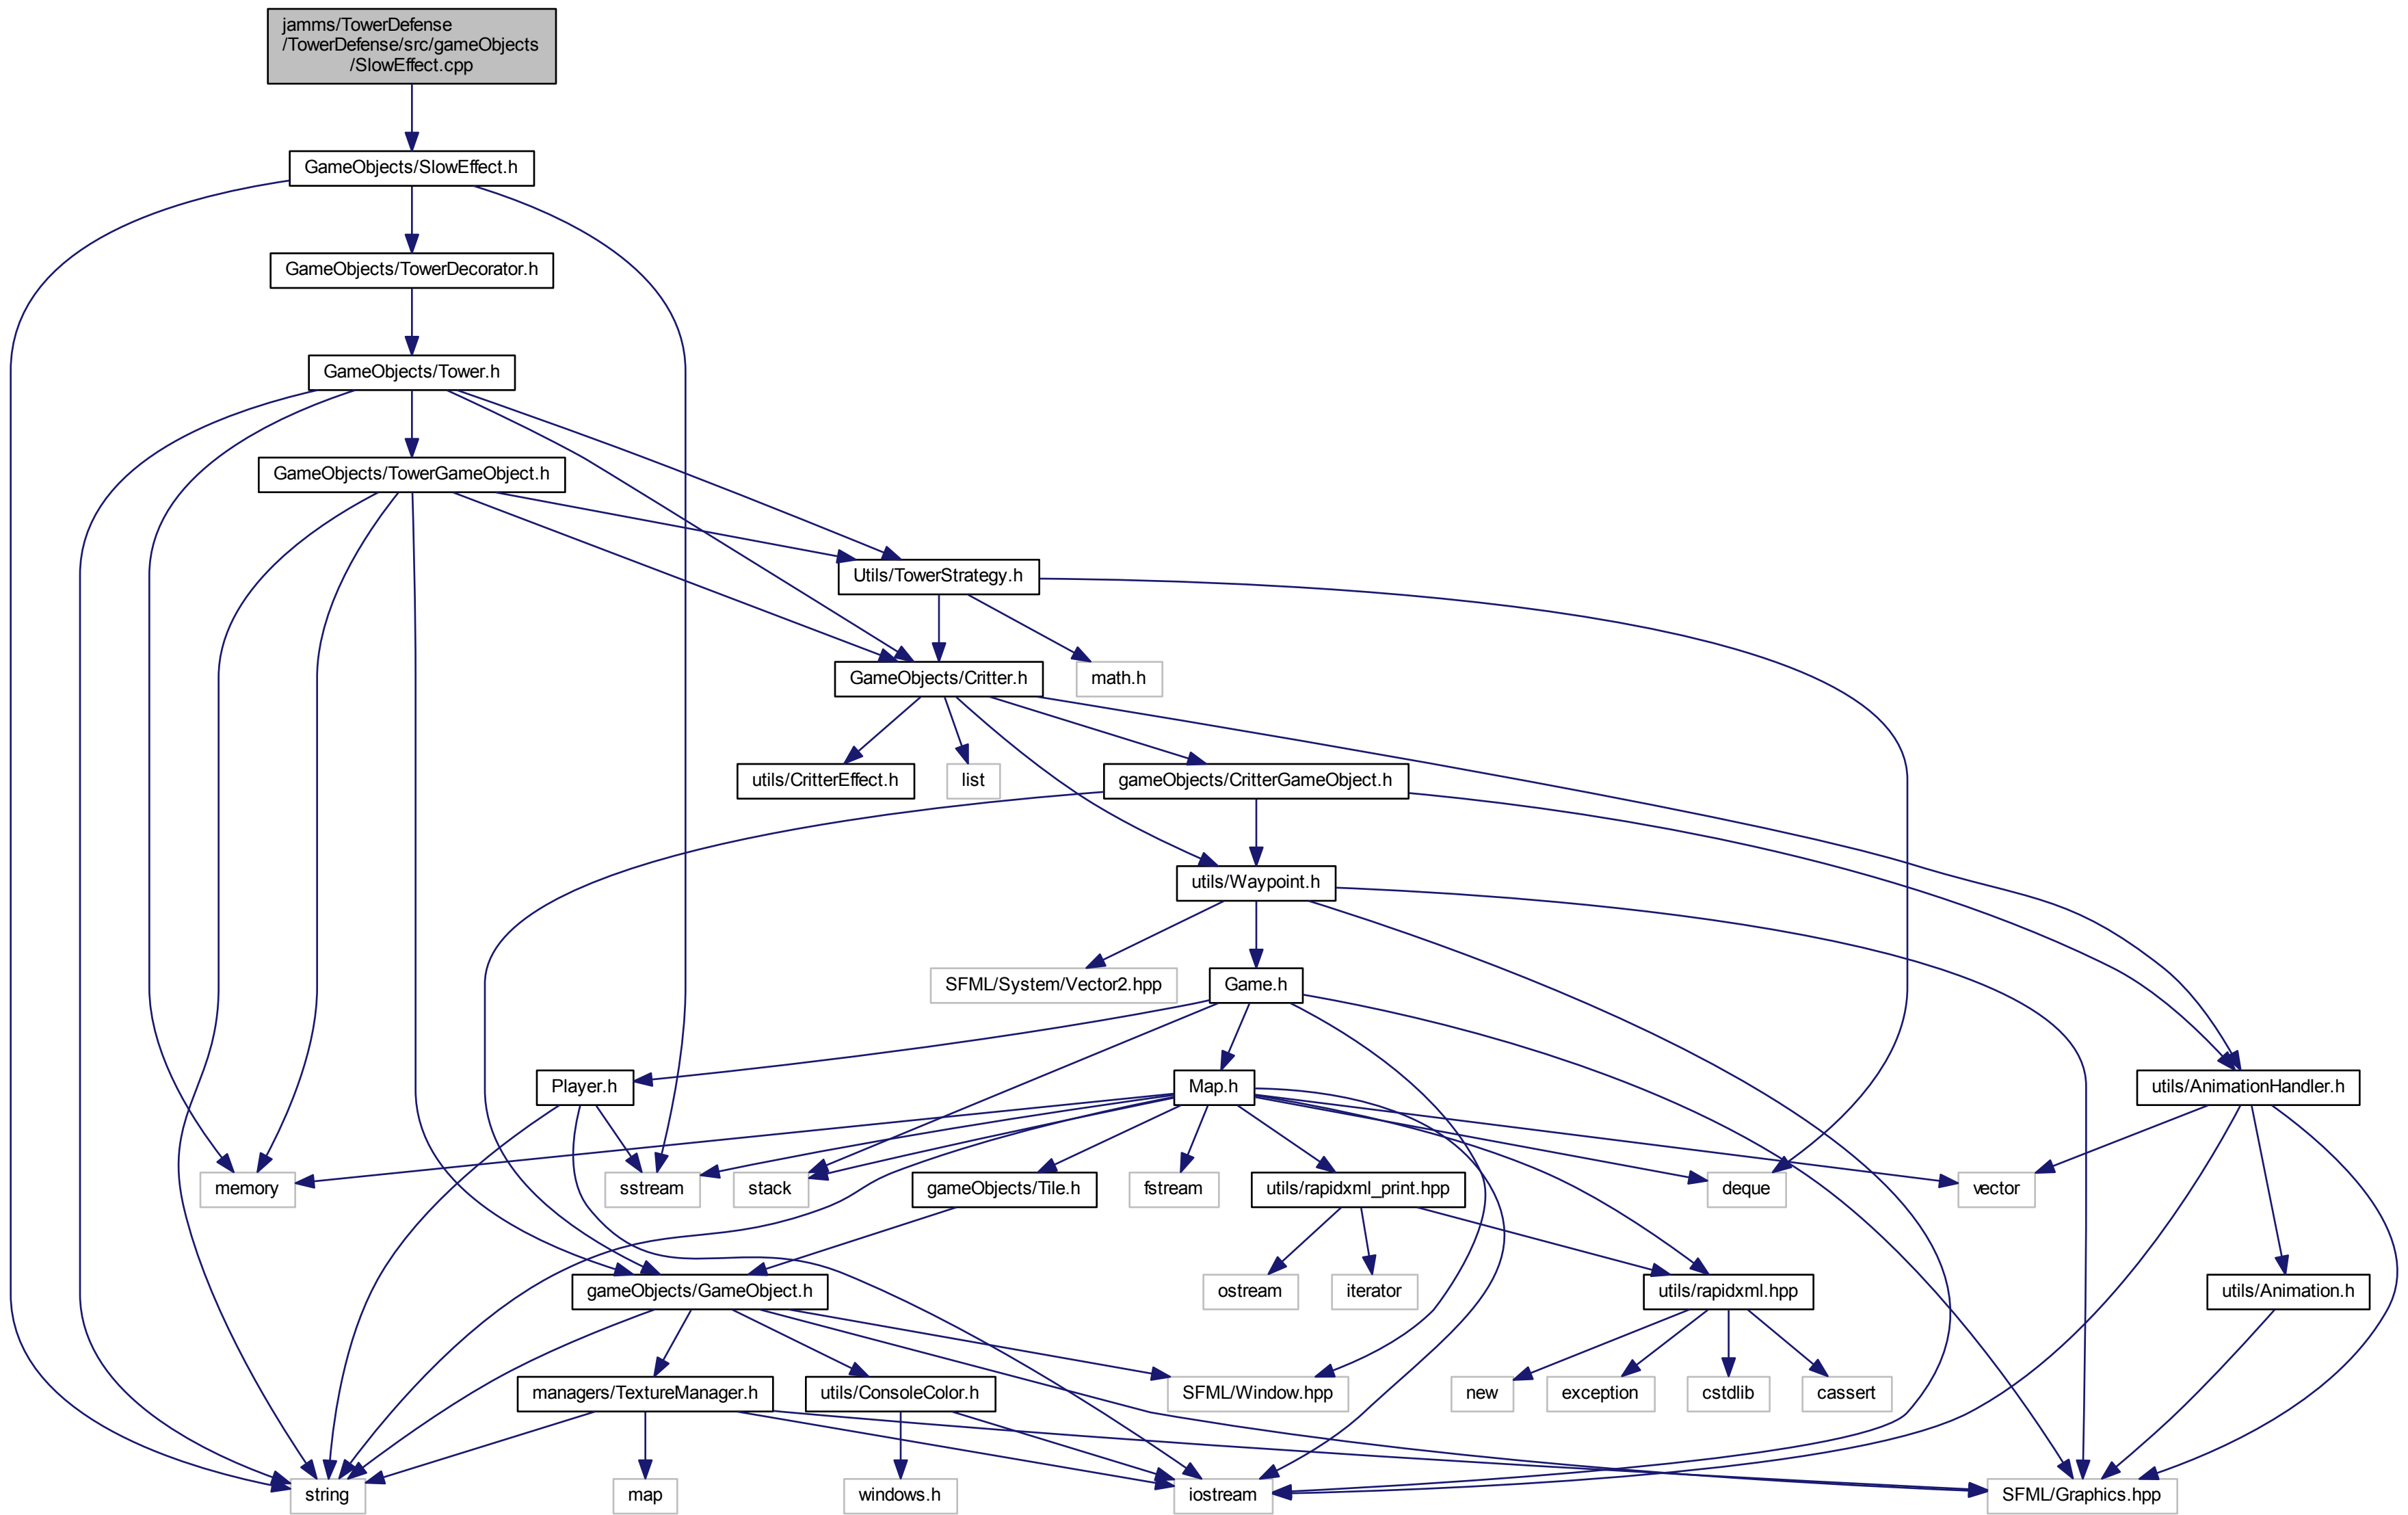 jamms/TowerDefense
/TowerDefense/src/gameObjects
/SlowEffect.cpp
GameObjects/SlowEffect.h
GameObjects/TowerDecorator.h
GameObjects/Tower.h
GameObjects/TowerGameObject.h
Utils/TowerStrategy.h
GameObjects/Critter.h
math.h
utils/CritterEffect.h
list
gameObjects/CritterGameObject.h
utils/Waypoint.h
SFML/System/Vector2.hpp
Game.h
Player.h
Map.h
utils/AnimationHandler.h
memory
sstream
stack
gameObjects/Tile.h
fstream
utils/rapidxml_print.hpp
deque
vector
gameObjects/GameObject.h
ostream
iterator
utils/rapidxml.hpp
utils/Animation.h
managers/TextureManager.h
utils/ConsoleColor.h
SFML/Window.hpp
new
exception
cstdlib
cassert
string
map
windows.h
iostream
SFML/Graphics.hpp